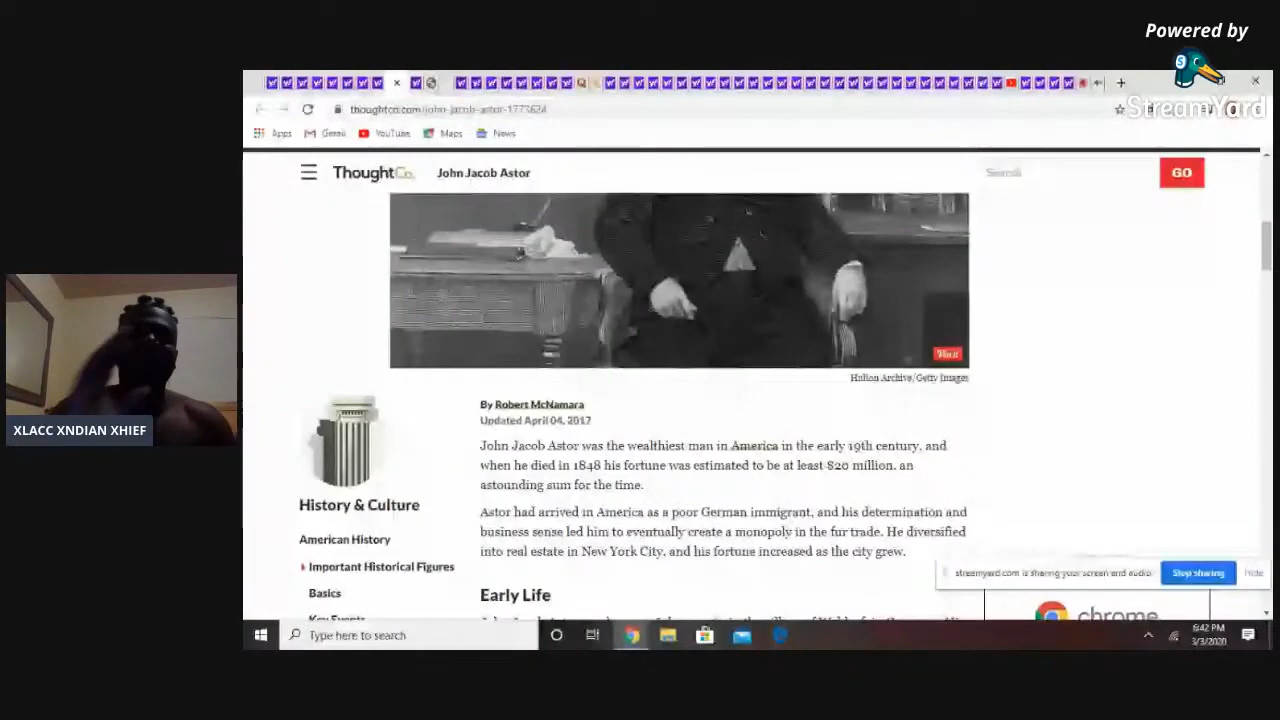 Powered by
StreamYard
thoughtco.com/john-jacob-astor-1773624
Apps Gmail YouTube Maps News
ThoughtCo. John Jacob Astor Search GO
Hulton Archive/Getty Images
By Robert McNamara
Updated April 04, 2017
John Jacob Astor was the wealthiest man in America in the early 19th century, and
when he died in 1848 his fortune was estimated to be at least $20 million, an
astounding sum for the time.
Astor had arrived in America as a poor German immigrant, and his determination and
business sense led him to eventually create a monopoly in the fur trade. He diversified
into real estate in New York City, and his fortune increased as the city grew.
Early Life
History & Culture
American History
Important Historical Figures
Basics
Key Events
XLACC XNDIAN XHIEF
streamyard.com is sharing your screen and audio. Stop sharing Hide
chrome
Type here to search
6:42 PM
3/3/2020